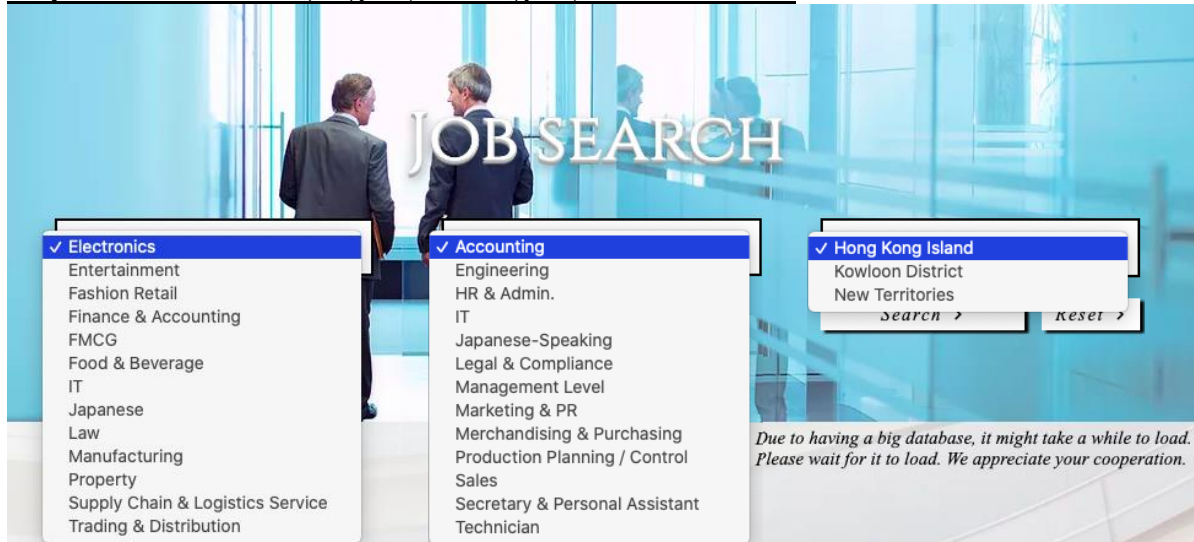 JOB SEARCH
✓ Electronics
Entertainment
Fashion Retail
Finance & Accounting
FMCG
Food & Beverage
IT
Japanese
Law
Manufacturing
Property
Supply Chain & Logistics Service
Trading & Distribution
✓ Accounting
Engineering
HR & Admin.
IT
Japanese-Speaking
Legal & Compliance
Management Level
Marketing & PR
Merchandising & Purchasing
Production Planning / Control
Sales
Secretary & Personal Assistant
Technician
✓ Hong Kong Island
Kowloon District
New Territories
Search >
Reset >
Due to having a big database, it might take a while to load.
Please wait for it to load. We appreciate your cooperation.